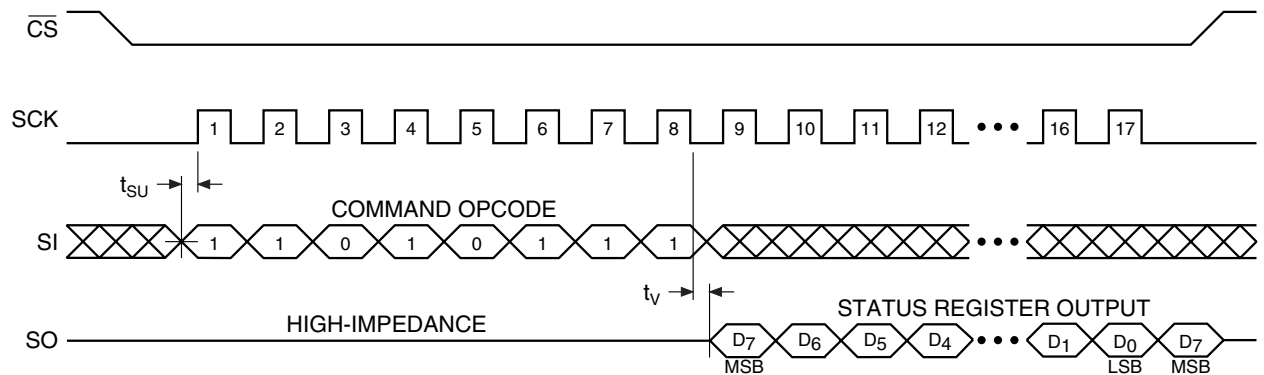 CS
SCK 1 2 3 4 5 6 7 8 9 10 11 12 ••• 16 17
tSU
COMMAND OPCODE
SI 1 1 0 1 0 1 1 1 •••
tV
HIGH-IMPEDANCE STATUS REGISTER OUTPUT
SO D7 D6 D5 D4 ••• D1 D0 D7
MSB LSB MSB